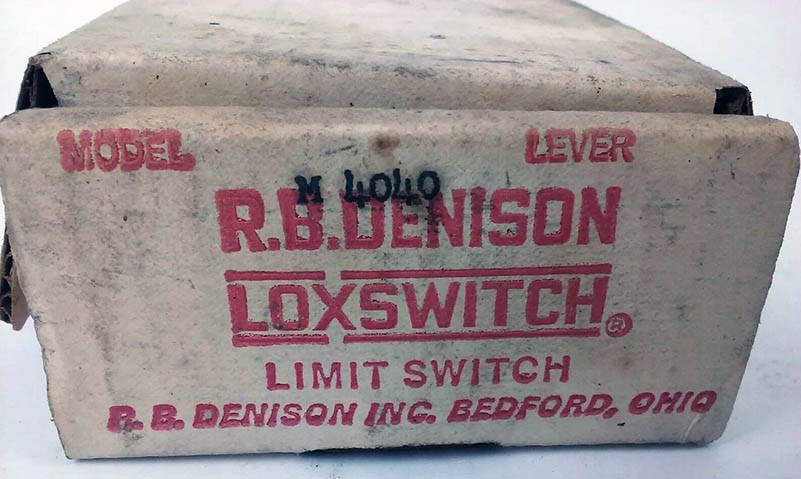 MODEL LEVER
M 4040
R.B.DENISON
LOXSWITCH®
LIMIT SWITCH
R.B. DENISON INC. BEDFORD, OHIO